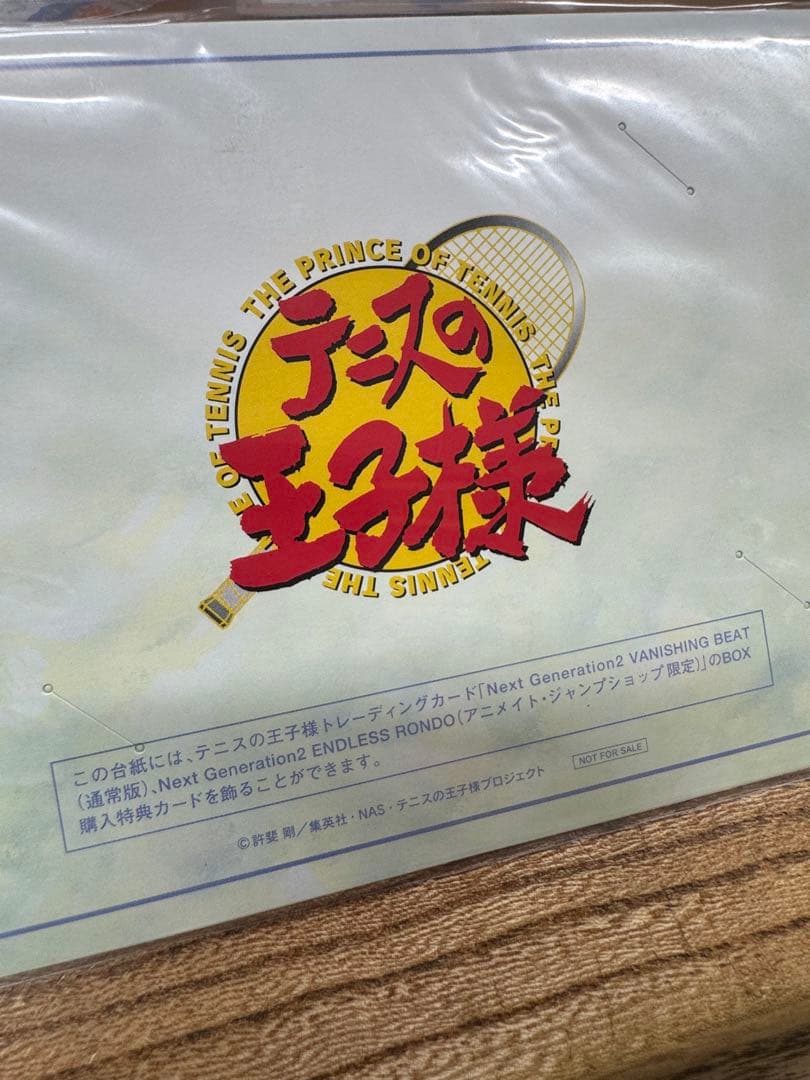 THE PRINCE OF TENNIS THE PR
E OF TENNIS
TENNIS THE
テニスの
王子様
この台紙には、テニスの王子様トレーディングカード「Next Generation2 VANISHING BEAT
(通常版)、Next Generation2 ENDLESS RONDO(アニメイト・ジャンプショップ限定)」のBOX
購入特典カードを飾ることができます。
NOT FOR SALE
©許斐 剛／集英社・NAS・テニスの王子様プロジェクト